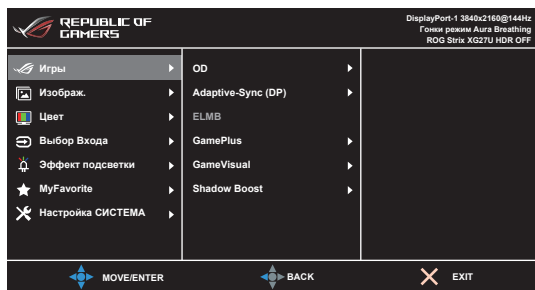 REPUBLIC OF
GAMERS
DisplayPort-1 3840x2160@144Hz
Гонки режим Aura Breathing
ROG Strix XG27U HDR OFF
Игры
Изображ.
Цвет
Выбор Входа
Эффект подсветки
MyFavorite
Настройка СИСТЕМА
OD
Adaptive-Sync (DP)
ELMB
GamePlus
GameVisual
Shadow Boost
MOVE/ENTER
BACK
EXIT